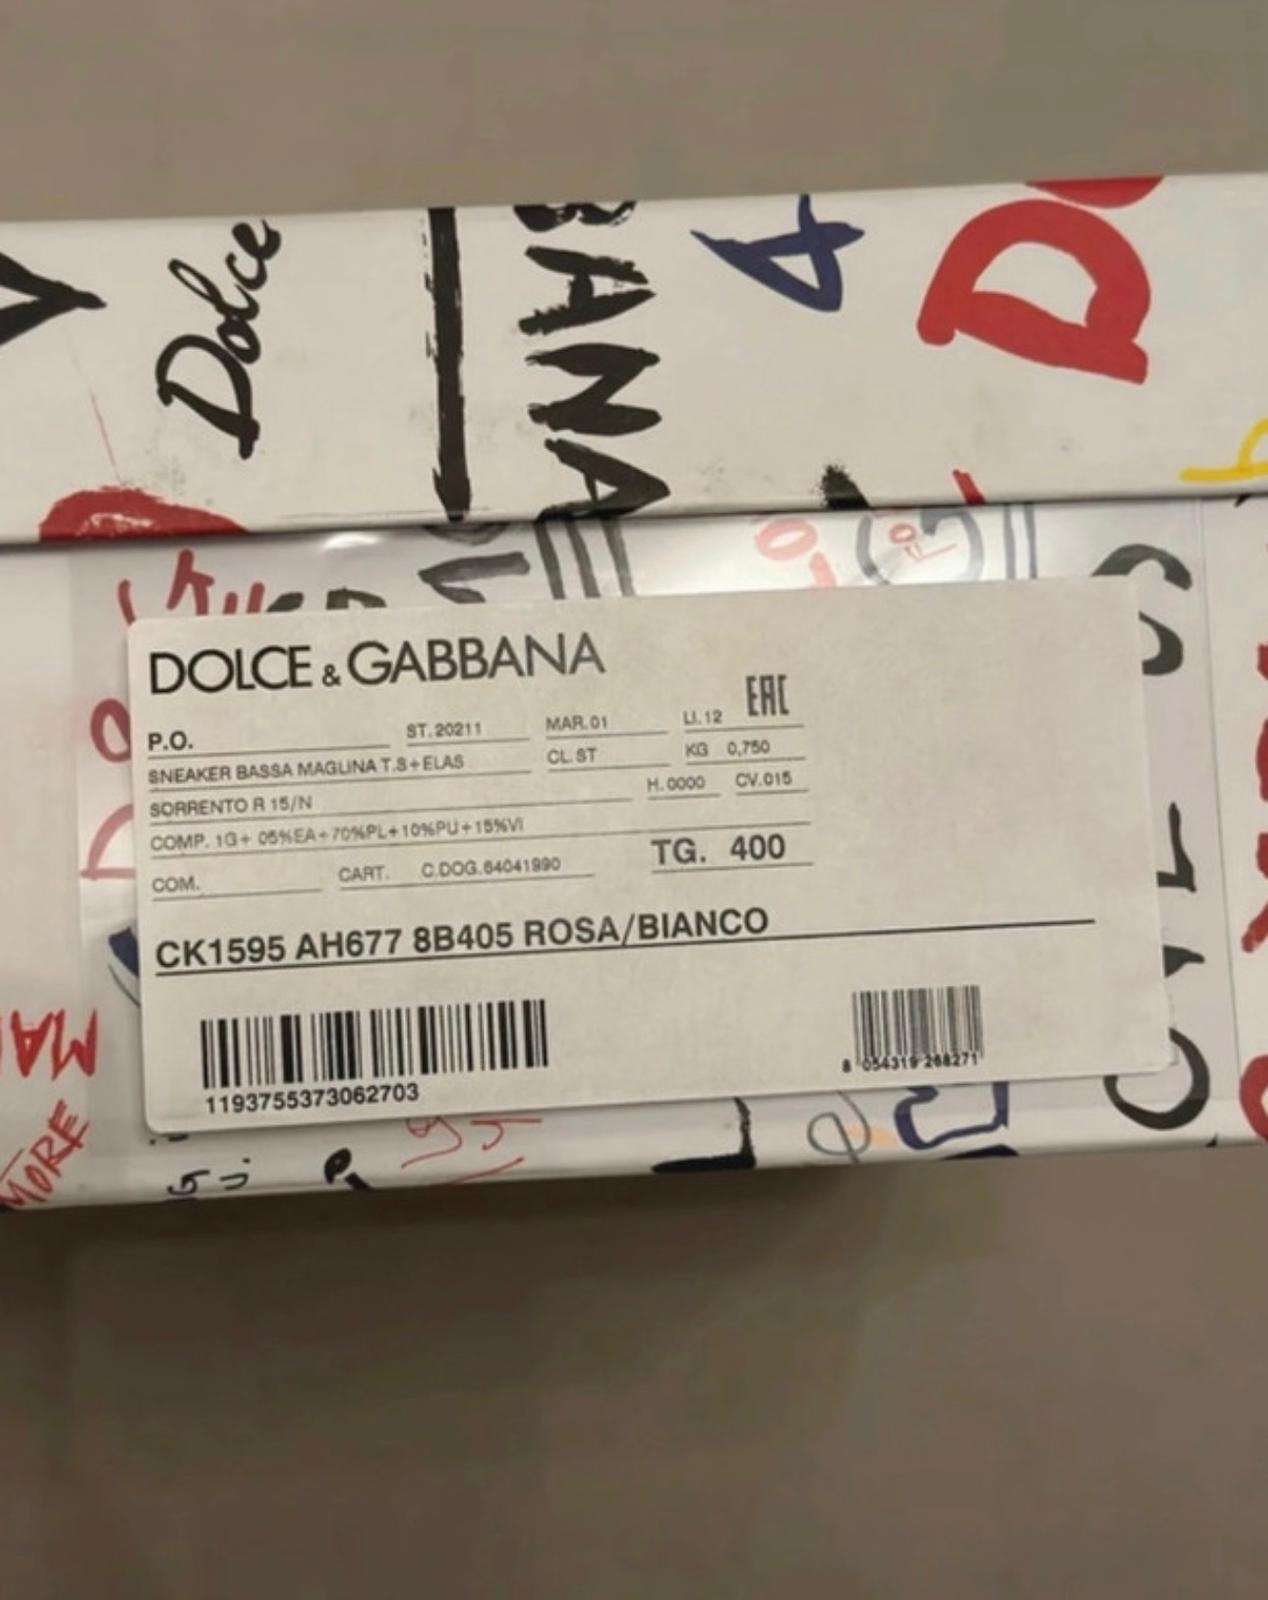 Dolce
BANA
4
DOLCE & GABBANA
P.O. ST. 20211 MAR. 01 LI. 12 EAC
SNEAKER BASSA MAGLINA T.S+ELAS CL. ST KG 0,750
SORRENTO R 15/N H. 0000 CV. 015
COMP. 1G+ 05%EA+70%PL+10%PU+15%VI
COM. CART. C.DOG.64041990 TG. 400
CK1595 AH677 8B405 ROSA/BIANCO
1193755373062703
8 054319 268271
MORE